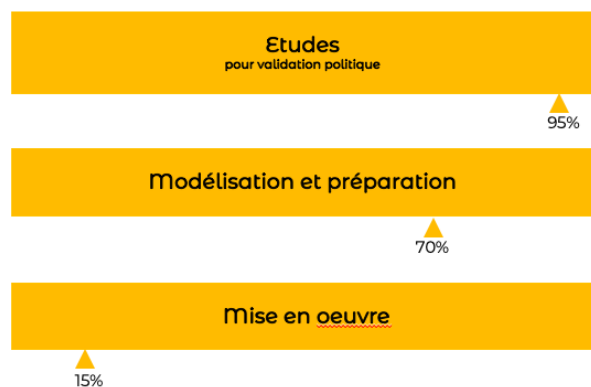 Etudes
pour validation politique
95%
Modélisation et préparation
70%
Mise en oeuvre
15%